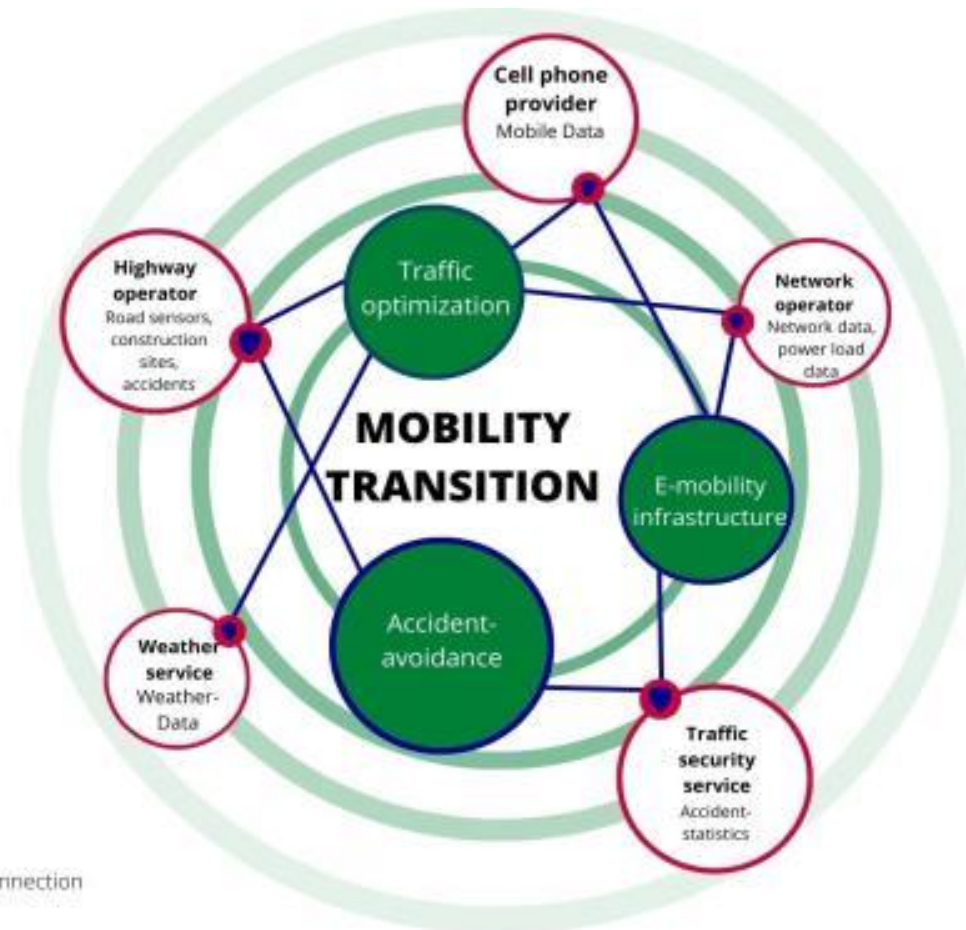 Cell phone
provider
Mobile Data
Highway
operator
Road sensors,
construction
sites,
accidents
Traffic
optimization
Network
operator
Network data,
power load
data
MOBILITY
TRANSITION
E-mobility
infrastructure
Accident-
avoidance
Weather
service
Weather-
Data
Traffic
security
service
Accident-
statistics
nnection